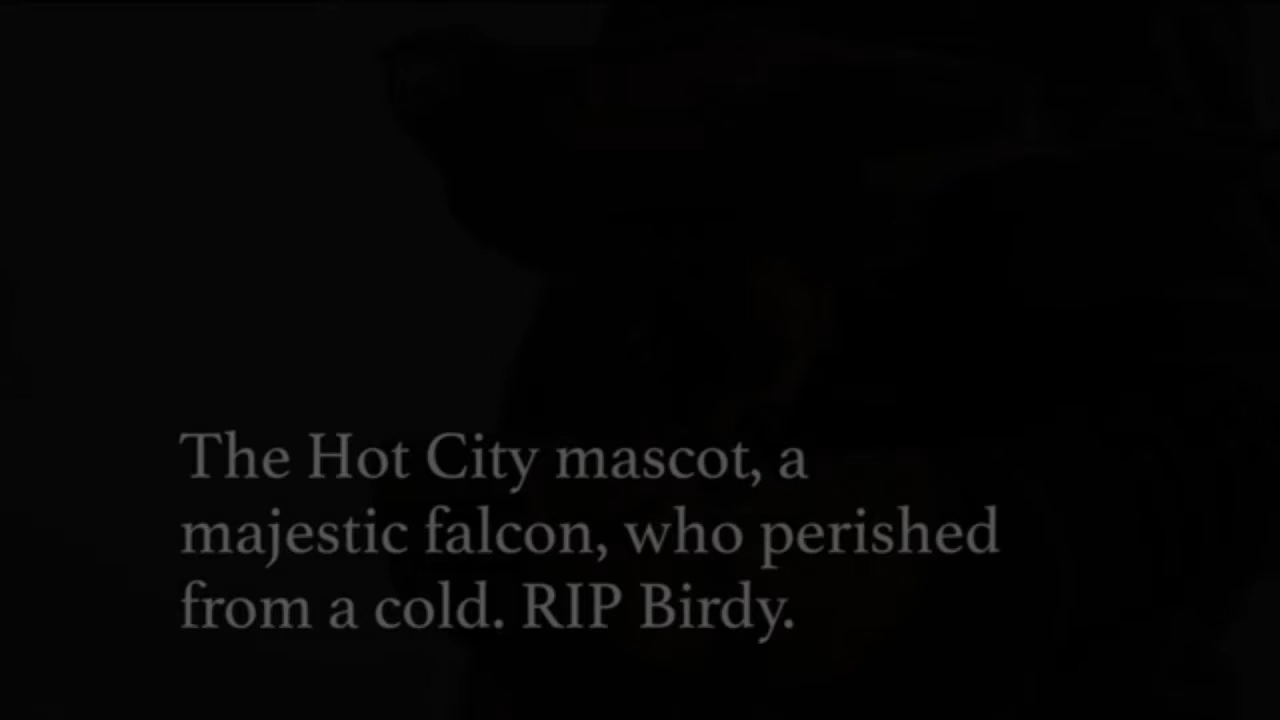 The Hot City mascot, a
majestic falcon, who perished
from a cold. RIP Birdy.